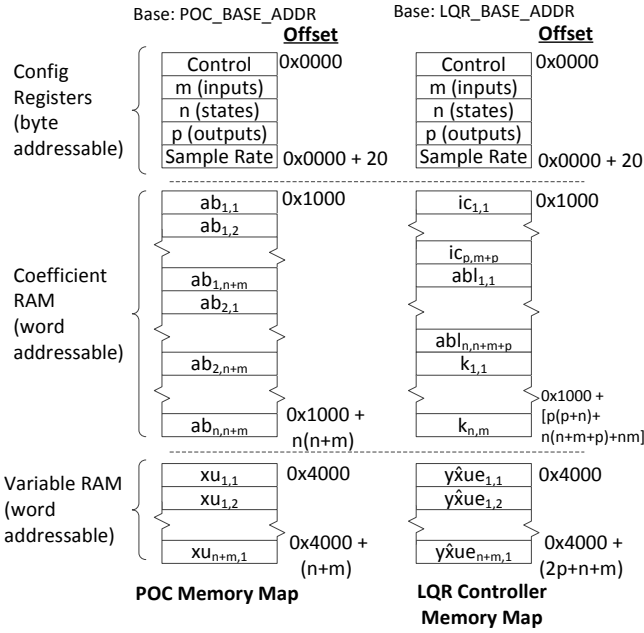 Base: POC_BASE_ADDR
Base: LQR_BASE_ADDR
Offset
Offset
Config
Registers
(byte
addressable)
Control
0x0000
m (inputs)
n (states)
p (outputs)
Sample Rate
0x0000 + 20
Control
0x0000
m (inputs)
n (states)
p (outputs)
Sample Rate
0x0000 + 20
Coefficient
RAM
(word
addressable)
ab1,1
0x1000
ab1,2
ab1,n+m
ab2,1
ab2,n+m
abn,n+m
0x1000 +
n(n+m)
ic1,1
0x1000
icp,m+p
abl1,1
abln,n+m+p
k1,1
kn,m
0x1000 +
[p(p+n)+
n(n+m+p)+nm]
Variable RAM
(word
addressable)
xu1,1
0x4000
xu1,2
xun+m,1
0x4000 +
(n+m)
yx̂ue1,1
0x4000
yx̂ue1,2
yx̂uen+m,1
0x4000 +
(2p+n+m)
POC Memory Map
LQR Controller
Memory Map